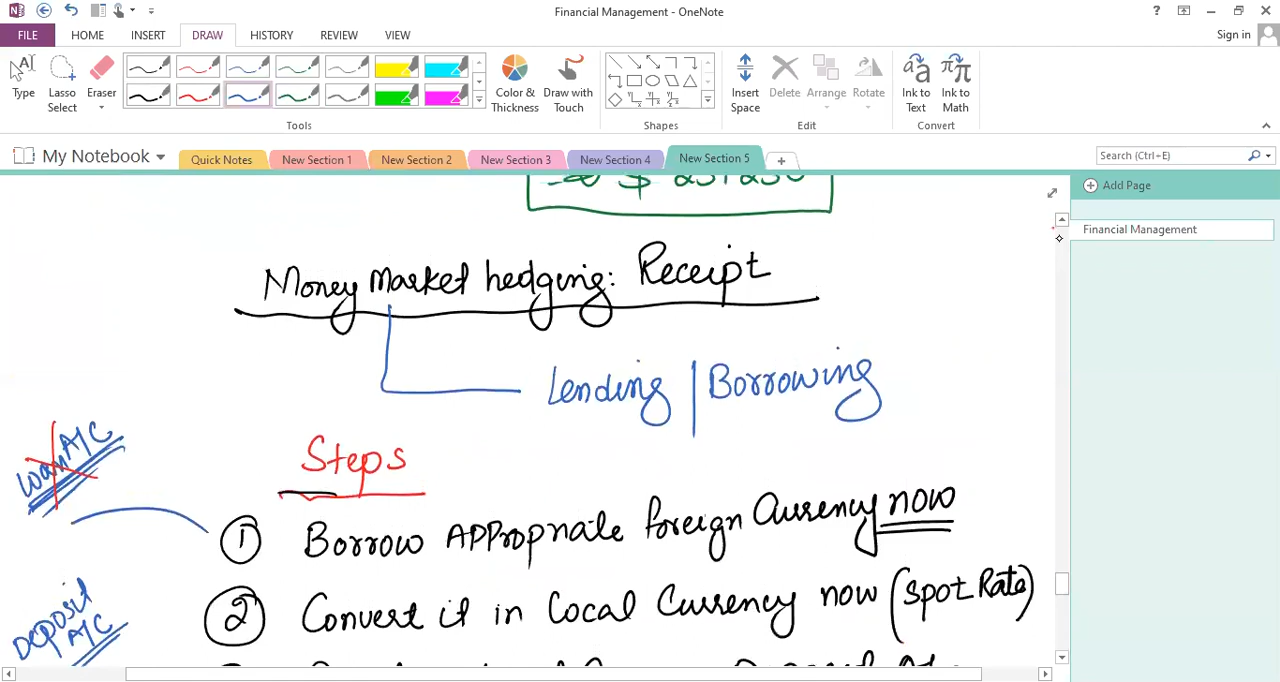 Financial Management - OneNote
?
Sign in
FILE HOME INSERT DRAW HISTORY REVIEW VIEW
Type
Lasso Select
Eraser
Color & Thickness
Draw with Touch
Insert Space
Delete
Arrange
Rotate
Ink to Text
Ink to Math
Tools
Shapes
Edit
Convert
My Notebook
Quick Notes
New Section 1
New Section 2
New Section 3
New Section 4
New Section 5
Search (Ctrl+E)
Add Page
Financial Management
Money Market hedging: Receipt
Lending | Borrowing
Loan A/C
Steps
① Borrow Appropriate Foreign Currency now
② Convert it in Local Currency now (Spot Rate)
Deposit A/C